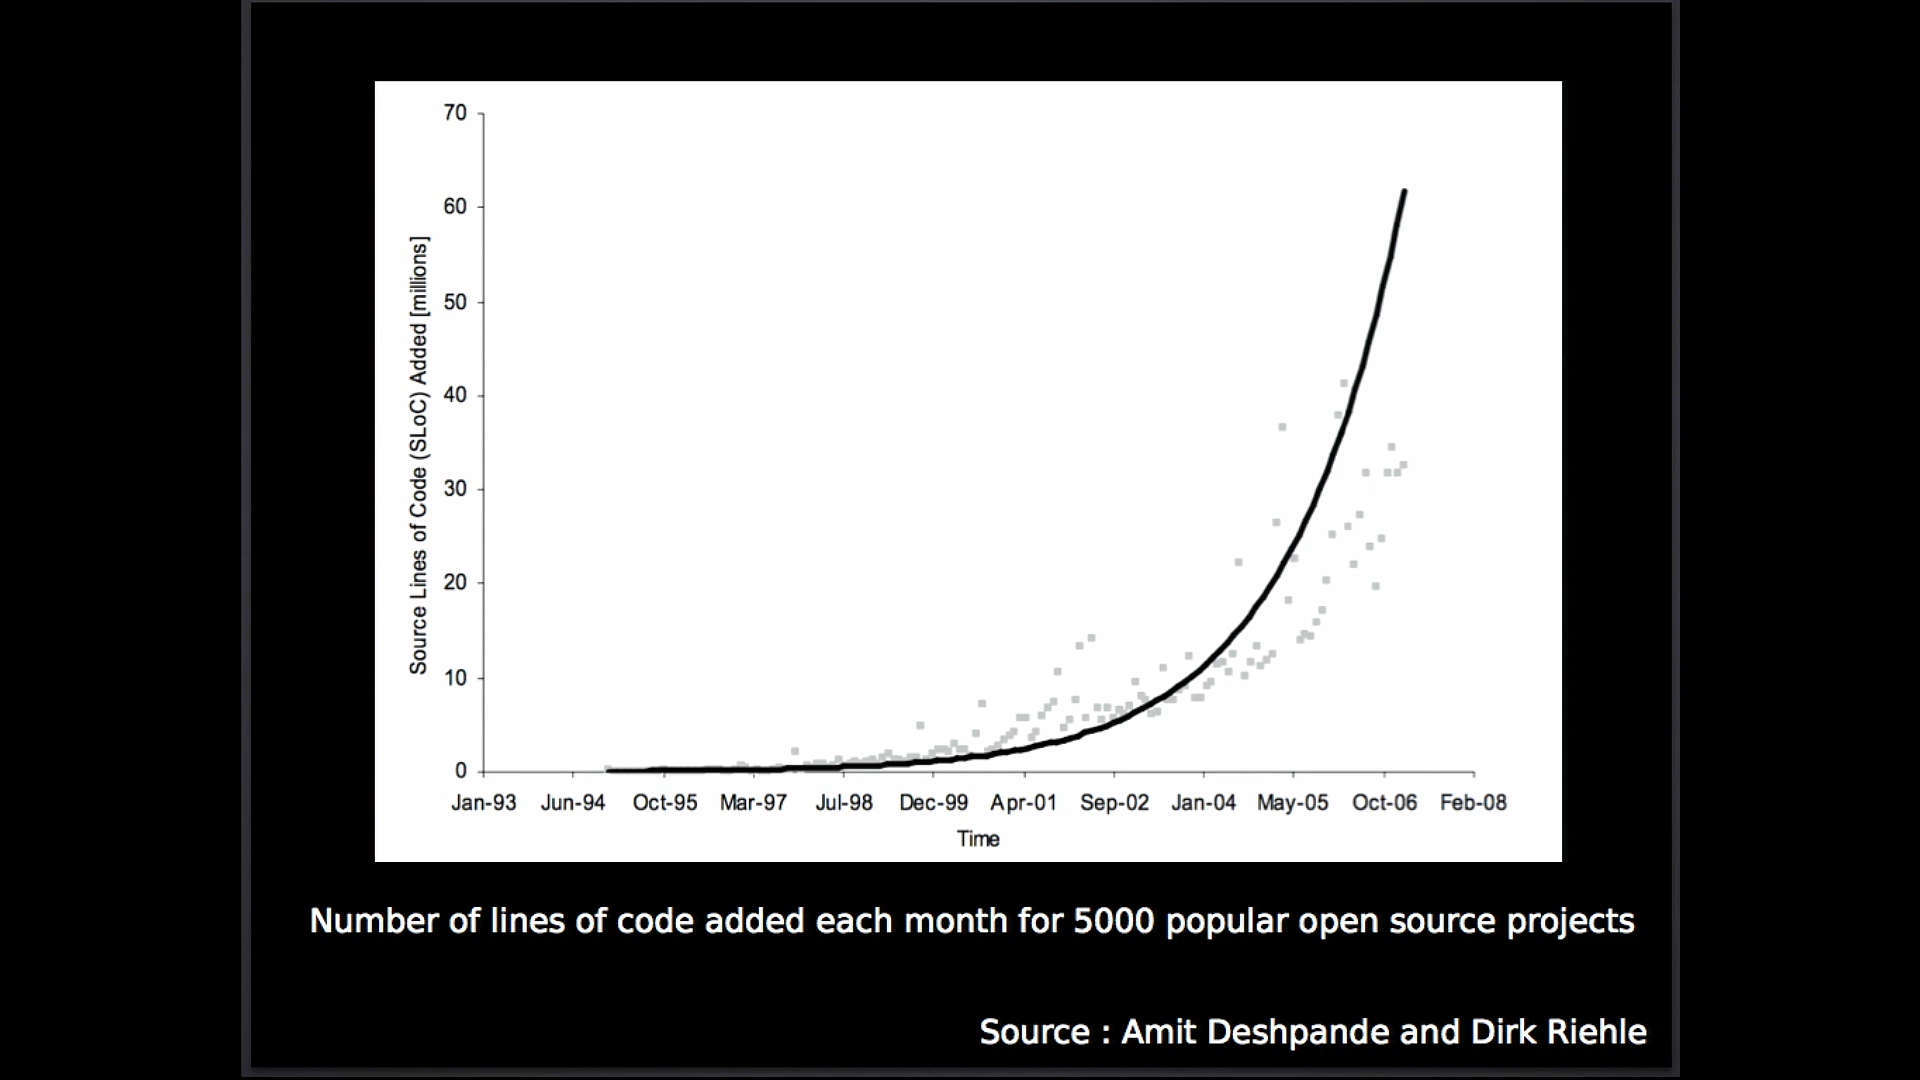 70
60
50
40
30
20
10
0
Source Lines of Code (SLoC) Added [millions]
Jan-93 Jun-94 Oct-95 Mar-97 Jul-98 Dec-99 Apr-01 Sep-02 Jan-04 May-05 Oct-06 Feb-08
Time
Number of lines of code added each month for 5000 popular open source projects
Source : Amit Deshpande and Dirk Riehle